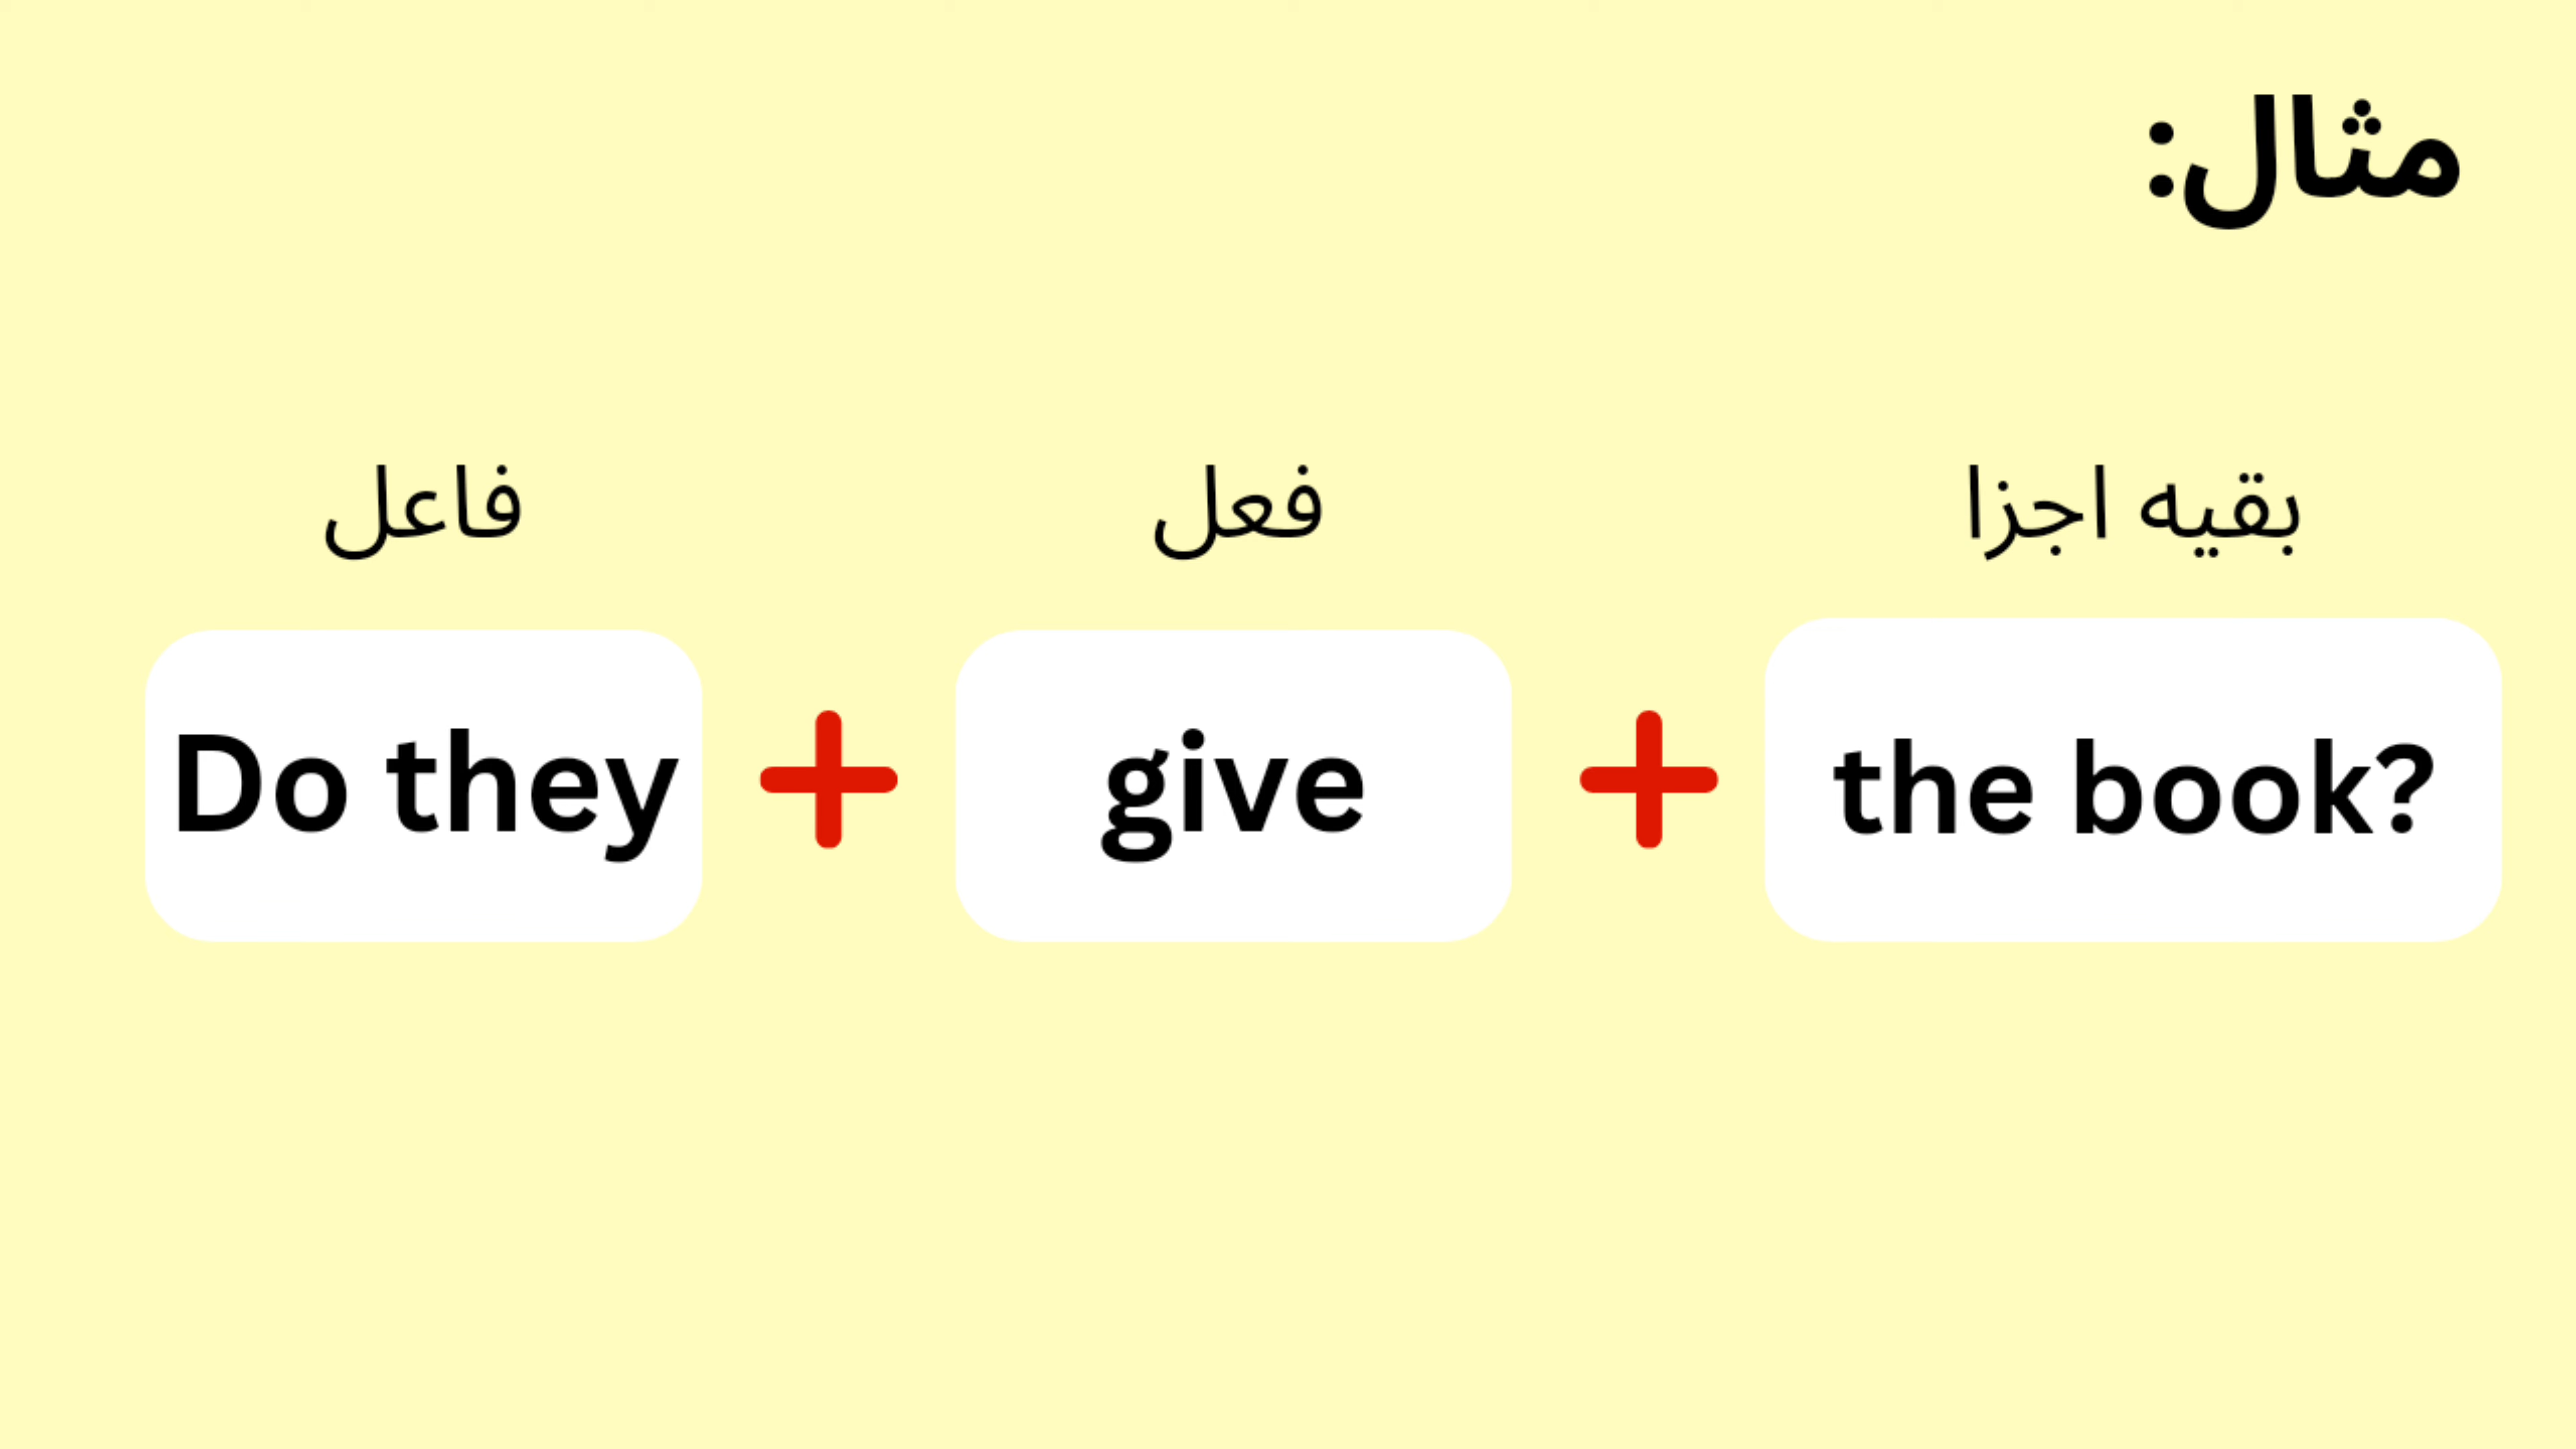 مثال:
فاعل فعل بقیه اجزا
Do they + give + the book?